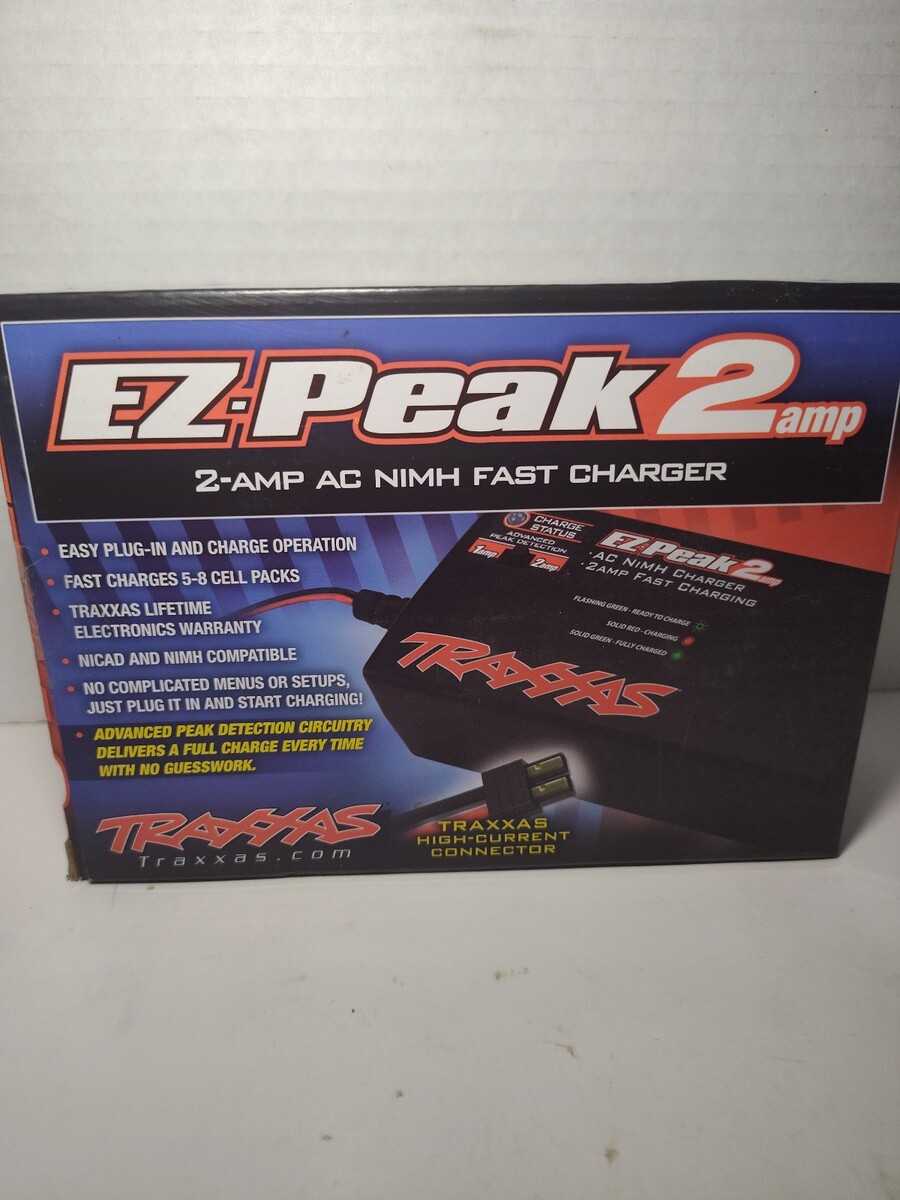 EZ-Peak 2 amp
2-AMP AC NIMH FAST CHARGER
• EASY PLUG-IN AND CHARGE OPERATION
• FAST CHARGES 5-8 CELL PACKS
• TRAXXAS LIFETIME
ELECTRONICS WARRANTY
• NICAD AND NIMH COMPATIBLE
• NO COMPLICATED MENUS OR SETUPS,
JUST PLUG IT IN AND START CHARGING!
• ADVANCED PEAK DETECTION CIRCUITRY
DELIVERS A FULL CHARGE EVERY TIME
WITH NO GUESSWORK.
CHARGE
STATUS
ADVANCED
PEAK DETECTION
1amp
2amp
EZ-Peak 2 amp
· AC NIMH CHARGER
· 2AMP FAST CHARGING
FLASHING GREEN - READY TO CHARGE
SOLID RED - CHARGING
SOLID GREEN - FULLY CHARGED
TRAXXAS
TRAXXAS
Traxxas.com
TRAXXAS
HIGH-CURRENT
CONNECTOR